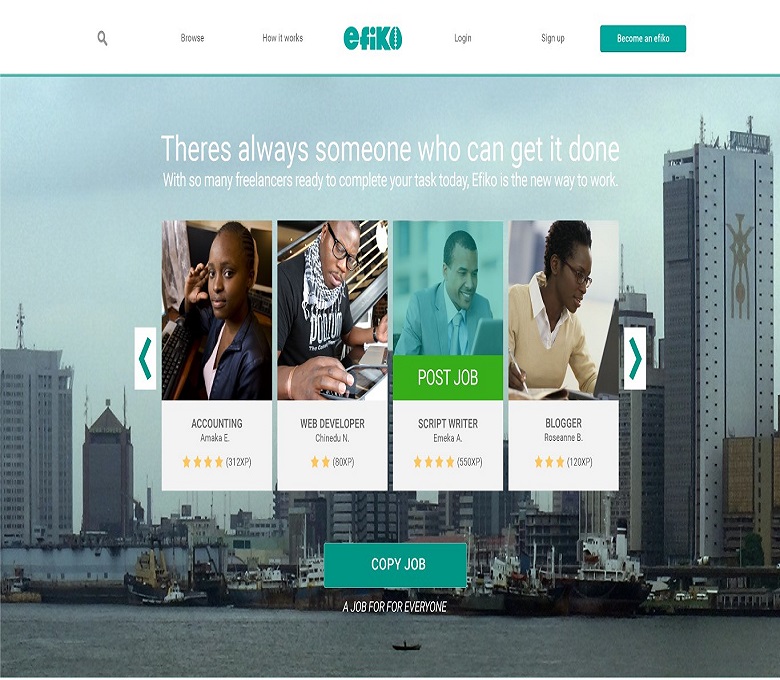 Browse
How it works
efiko
Login
Sign up
Become an efiko
Theres always someone who can get it done
With so many freelancers ready to complete your task today, Efiko is the new way to work.
POST JOB
ACCOUNTING
Amaka E.
(312XP)
WEB DEVELOPER
Chinedu N.
(80XP)
SCRIPT WRITER
Emeka A.
(550XP)
BLOGGER
Roseanne B.
(120XP)
COPY JOB
A JOB FOR FOR EVERYONE